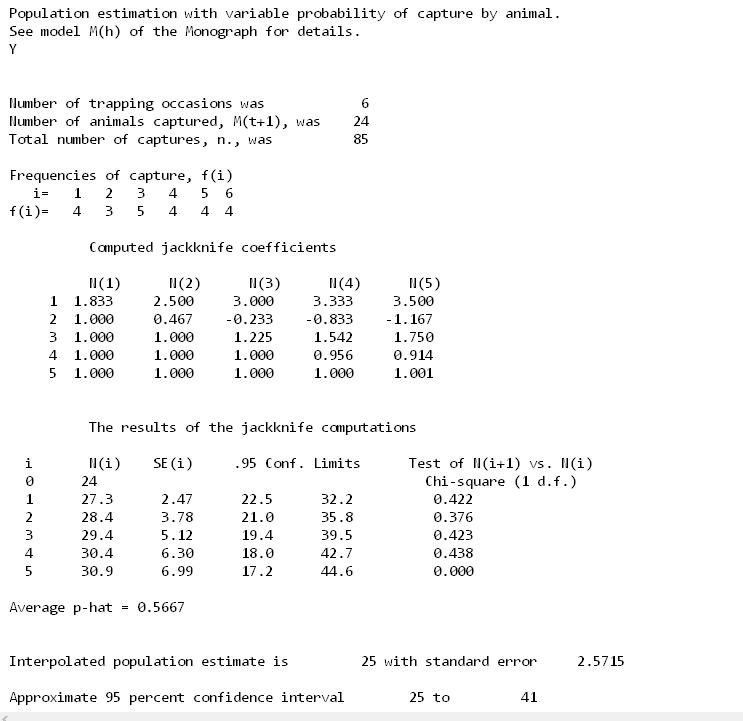 Population estimation with variable probability of capture by animal.
See model M(h) of the Monograph for details.
Y
Number of trapping occasions was 6
Number of animals captured, M(t+1), was 24
Total number of captures, n., was 85
Frequencies of capture, f(i)
i= 1 2 3 4 5 6
f(i)= 4 3 5 4 4 4
Computed jackknife coefficients
N(1) N(2) N(3) N(4) N(5)
1 1.833 2.500 3.000 3.333 3.500
2 1.000 0.467 -0.233 -0.833 -1.167
3 1.000 1.000 1.225 1.542 1.750
4 1.000 1.000 1.000 0.956 0.914
5 1.000 1.000 1.000 1.000 1.001
The results of the jackknife computations
i N(i) SE(i) .95 Conf. Limits Test of N(i+1) vs. N(i)
0 24 Chi-square (1 d.f.)
1 27.3 2.47 22.5 32.2 0.422
2 28.4 3.78 21.0 35.8 0.376
3 29.4 5.12 19.4 39.5 0.423
4 30.4 6.30 18.0 42.7 0.438
5 30.9 6.99 17.2 44.6 0.000
Average p-hat = 0.5667
Interpolated population estimate is 25 with standard error 2.5715
Approximate 95 percent confidence interval 25 to 41